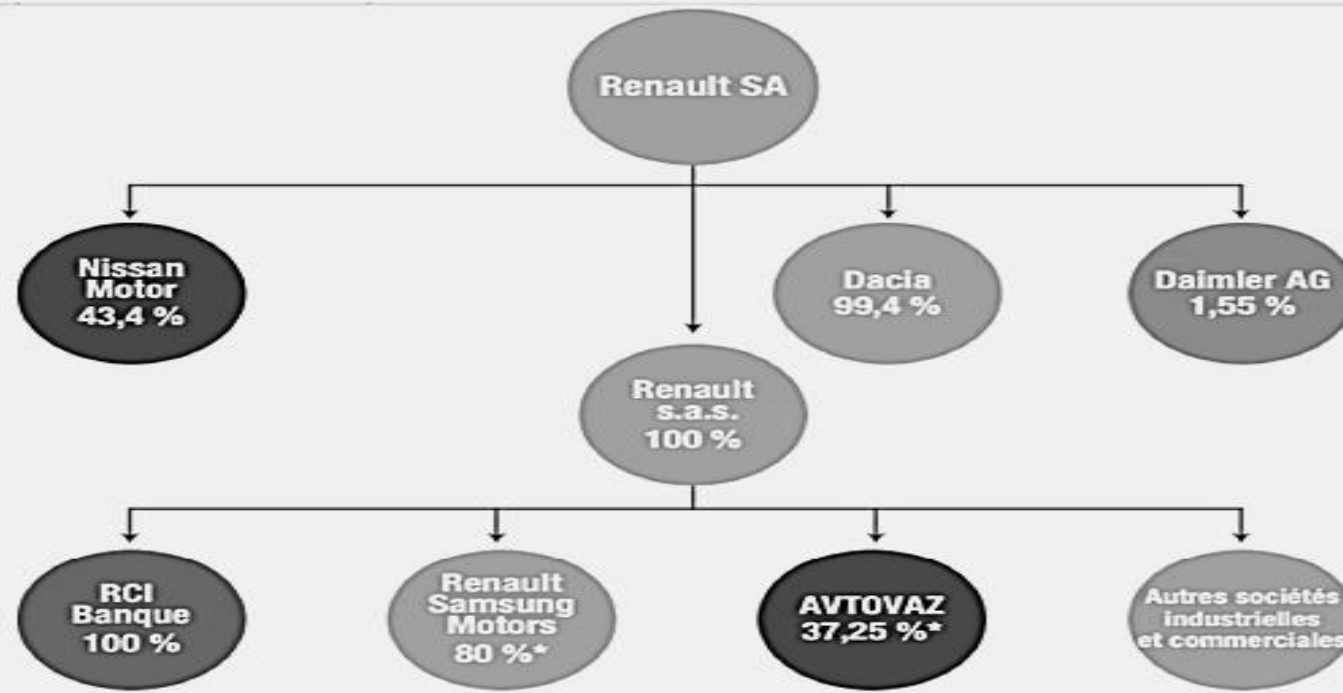 Renault SA
Nissan
Motor
43,4 %
Dacia
99,4 %
Daimler AG
1,55 %
Renault
s.a.s.
100 %
RCI
Banque
100 %
Renault
Samsung
Motors
80 %*
AVTOVAZ
37,25 %*
Autres sociétés
industrielles
et commerciales